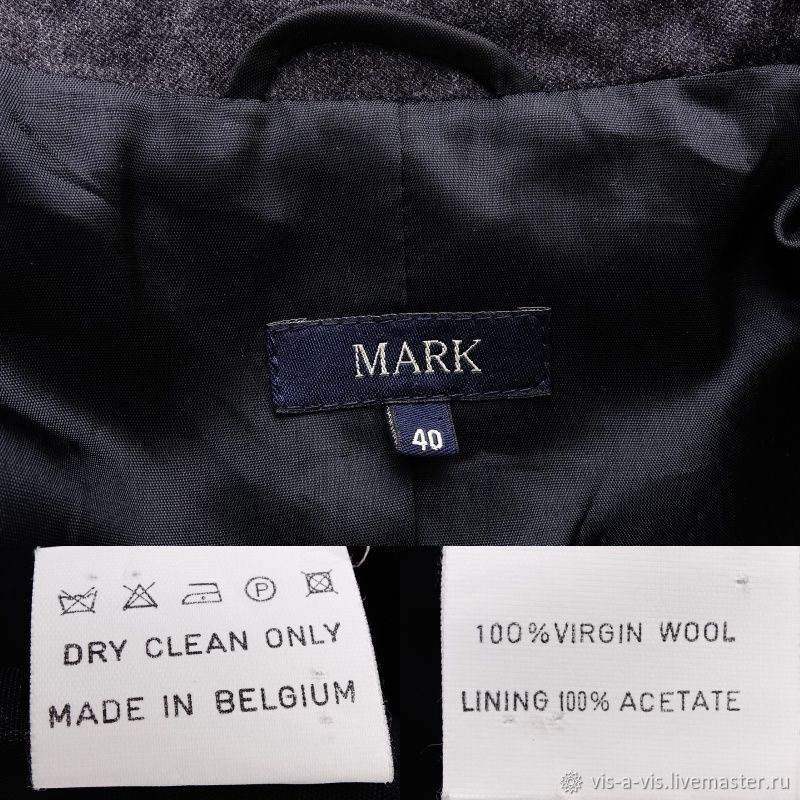 MARK
40
P
DRY CLEAN ONLY
MADE IN BELGIUM
100% VIRGIN WOOL
LINING 100% ACETATE
vis-a-vis.livemaster.ru